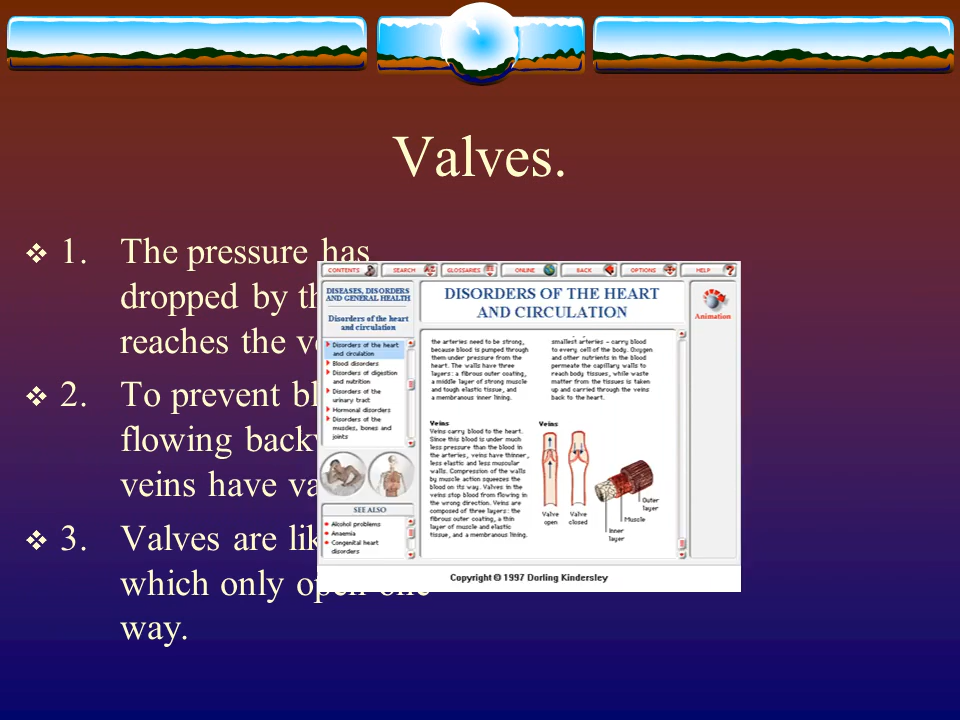 Valves.
1. The pressure has
dropped by th
reaches the ve
2. To prevent bl
flowing backw
veins have va
3. Valves are lik
which only open one
way.
CONTENTS SEARCH GLOSSARIES ONLINE BACK OPTIONS HELP ?
DISEASES, DISORDERS
AND GENERAL HEALTH
Disorders of the heart
and circulation
Disorders of the heart
and circulation
Blood disorders
Disorders of digestion
and nutrition
Disorders of the
urinary tract
Hormonal disorders
Disorders of the
muscles, bones and
joints
SEE ALSO
Alcohol problems
Anaemia
Congenital heart
disorders
DISORDERS OF THE HEART
AND CIRCULATION
the arteries need to be strong,
because blood is pumped through
them under pressure from the
heart. The walls have three
layers: a fibrous outer coating,
a middle layer of strong muscle
and tough elastic tissue, and
a membranous inner lining.
smallest arteries - carry blood
to every cell of the body. Oxygen
and other nutrients in the blood
permeate the capillary walls to
reach body tissues, while waste
matter from the tissues is taken
up and carried through the veins
back to the heart.
Veins
Veins carry blood to the heart.
Since this blood is under much
less pressure than the blood in
the arteries, veins have thinner,
less elastic and less muscular
walls. Compression of the walls
by muscle action squeezes the
blood on its way. Valves in the
veins stop blood from flowing in
the wrong direction. Veins are
composed of three layers: the
fibrous outer coating, a thin
layer of muscle and elastic
tissue, and a membranous lining.
Veins
Valve
open
Valve
closed
Outer
layer
Muscle
Inner
layer
Animation
Copyright © 1997 Dorling Kindersley